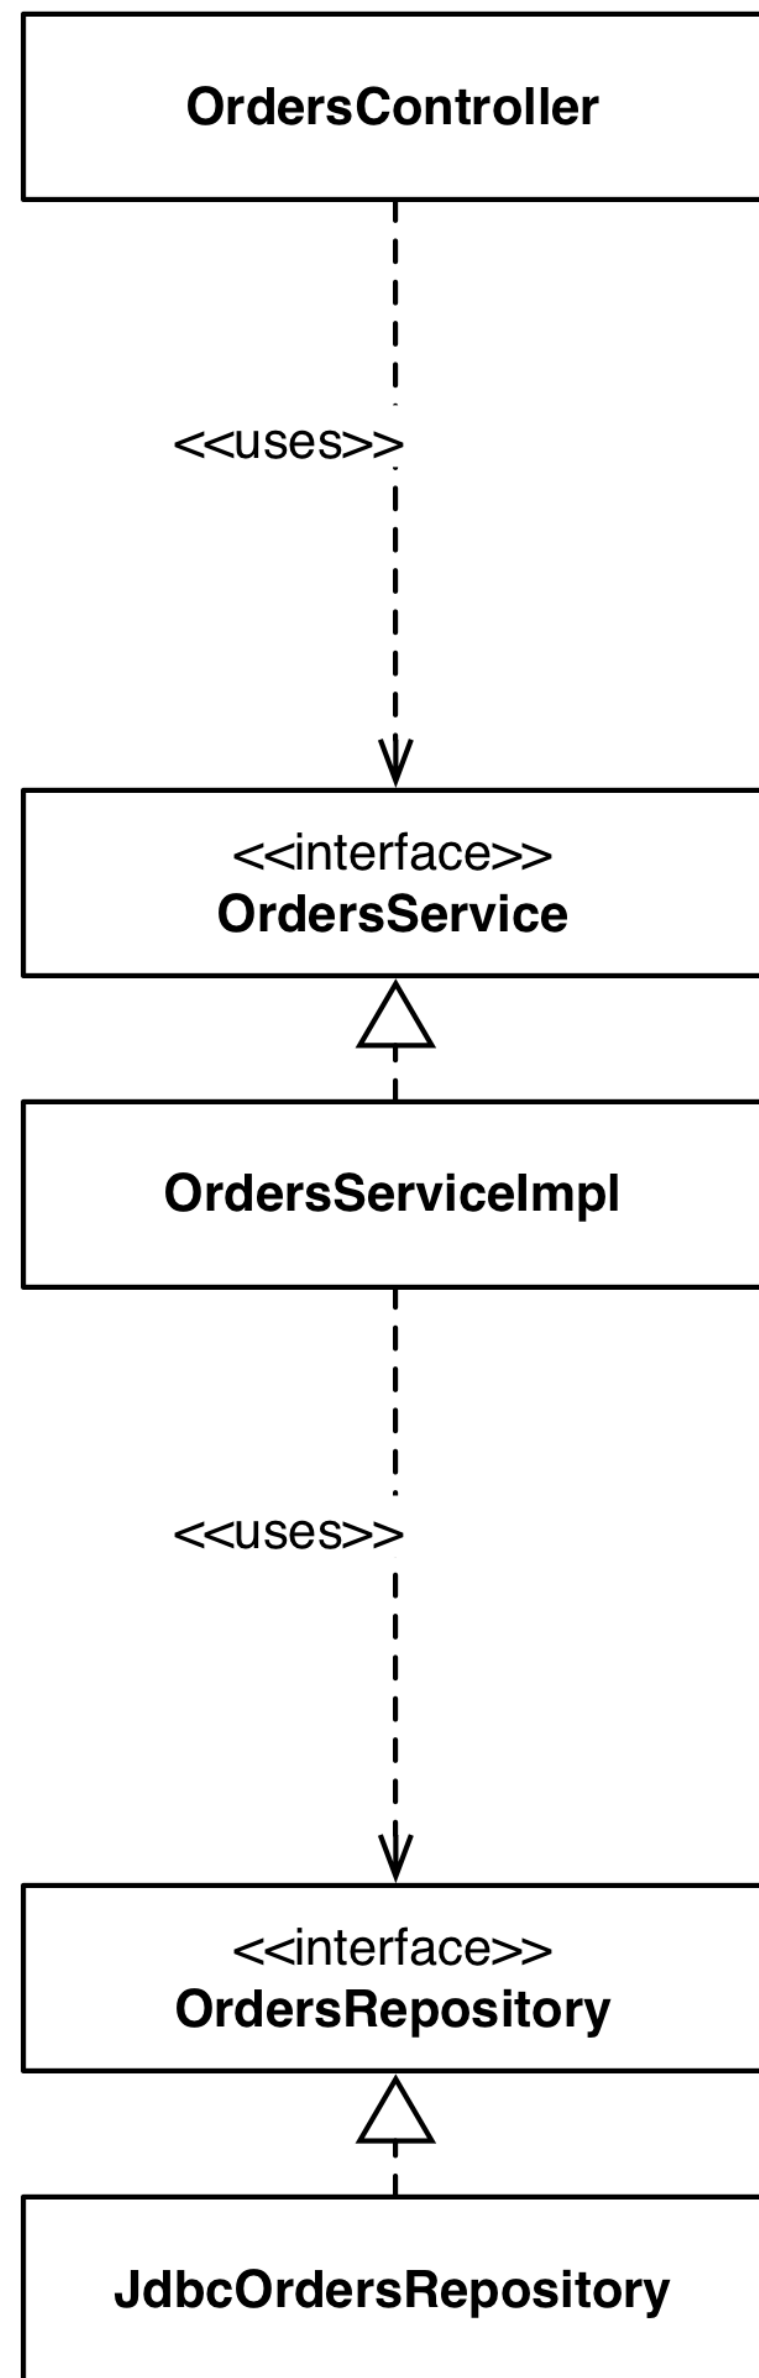 OrdersController
<<uses>>
<<interface>>
OrdersService
OrdersServiceImpl
<<uses>>
<<interface>>
OrdersRepository
JdbcOrdersRepository